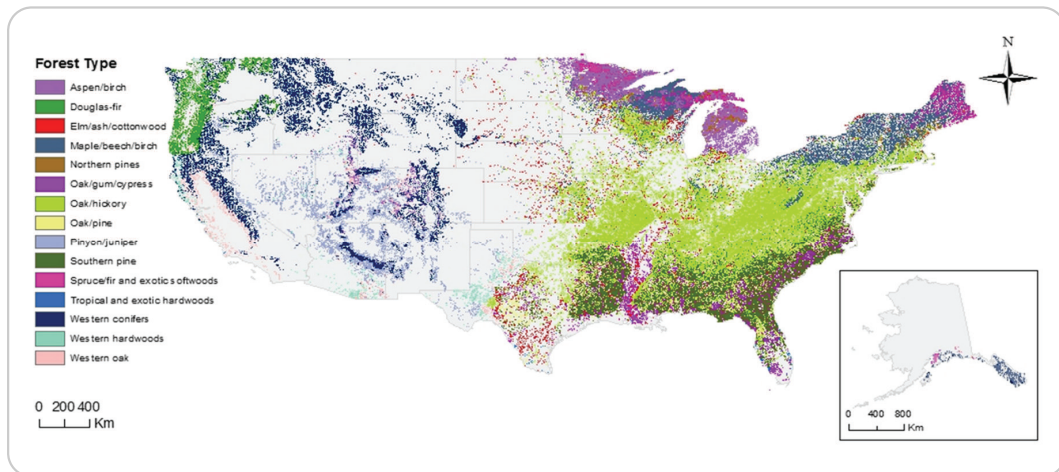 N
Forest Type
Aspen/birch
Douglas-fir
Elm/ash/cottonwood
Maple/beech/birch
Northern pines
Oak/gum/cypress
Oak/hickory
Oak/pine
Pinyon/juniper
Southern pine
Spruce/fir and exotic softwoods
Tropical and exotic hardwoods
Western conifers
Western hardwoods
Western oak
0 200 400
Km
0 400 800
Km